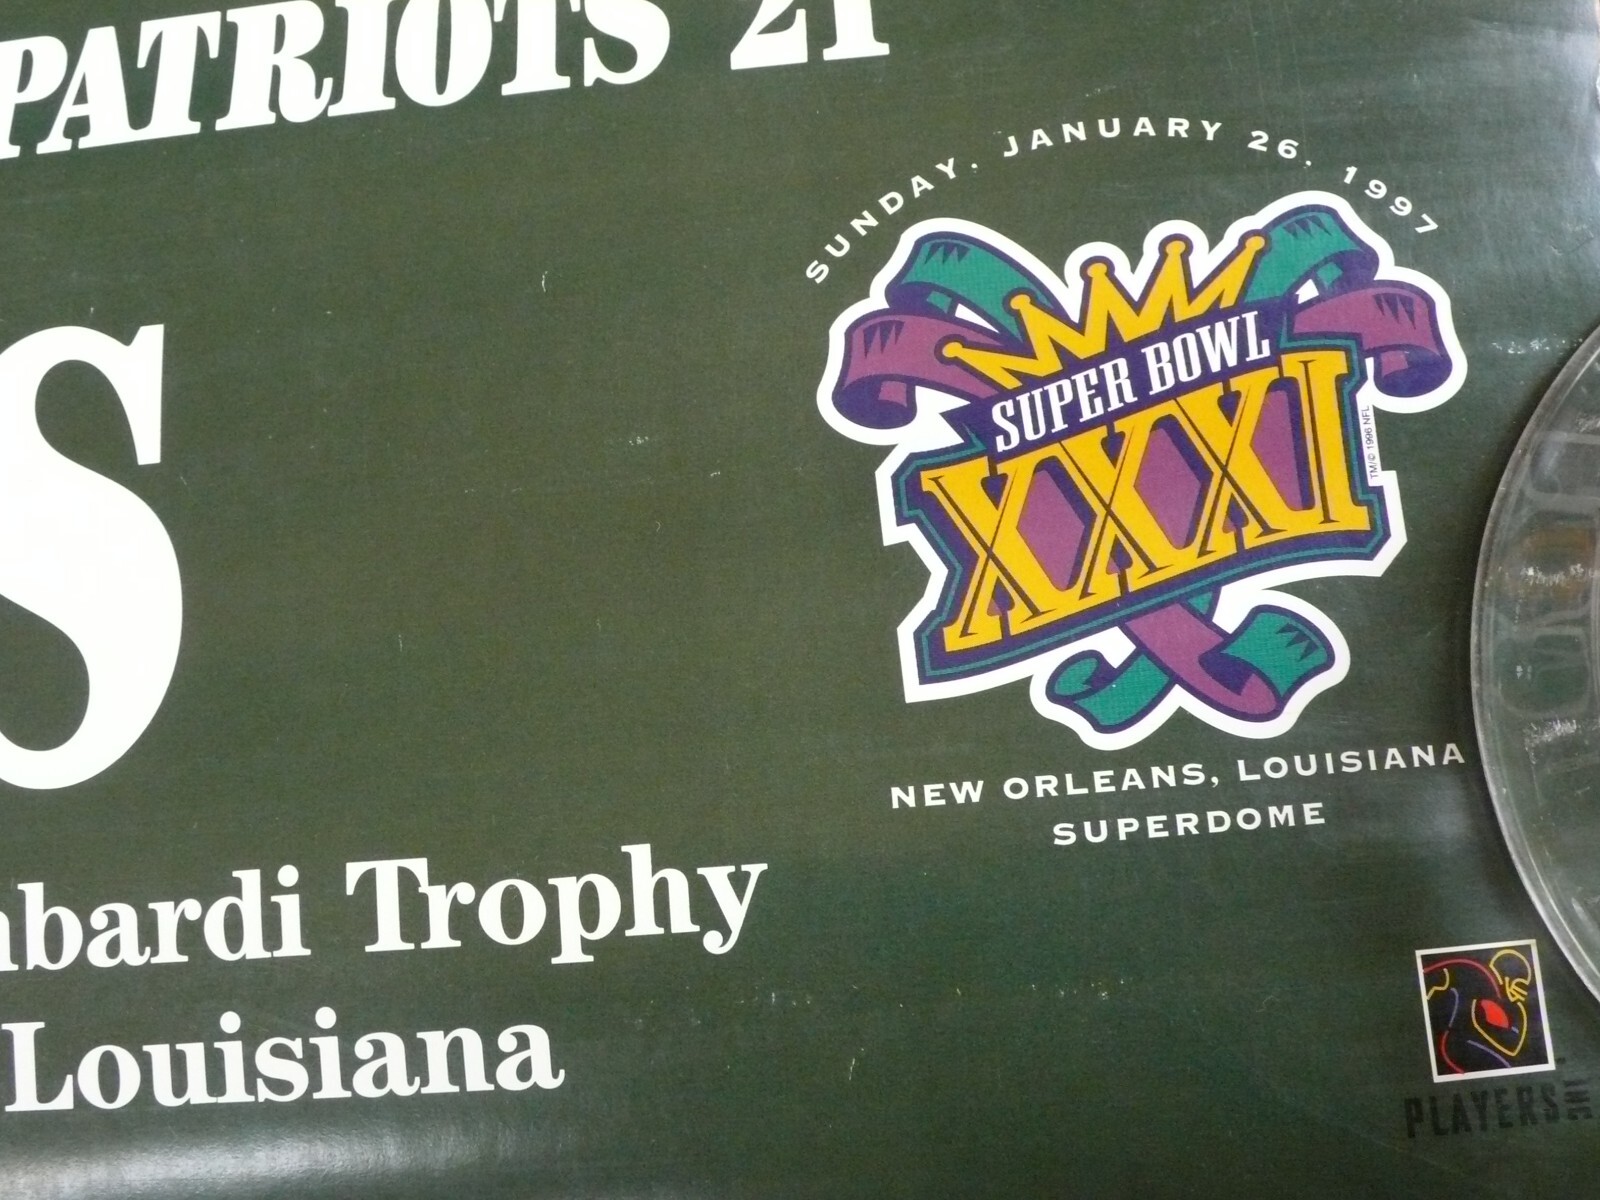 PATRIOTS 21
SUNDAY, JANUARY 26, 1997
SUPER BOWL
XXXI
TM/© 1996 NFL
NEW ORLEANS, LOUISIANA
SUPERDOME
S
mbardi Trophy
Louisiana
PLAYERS INC